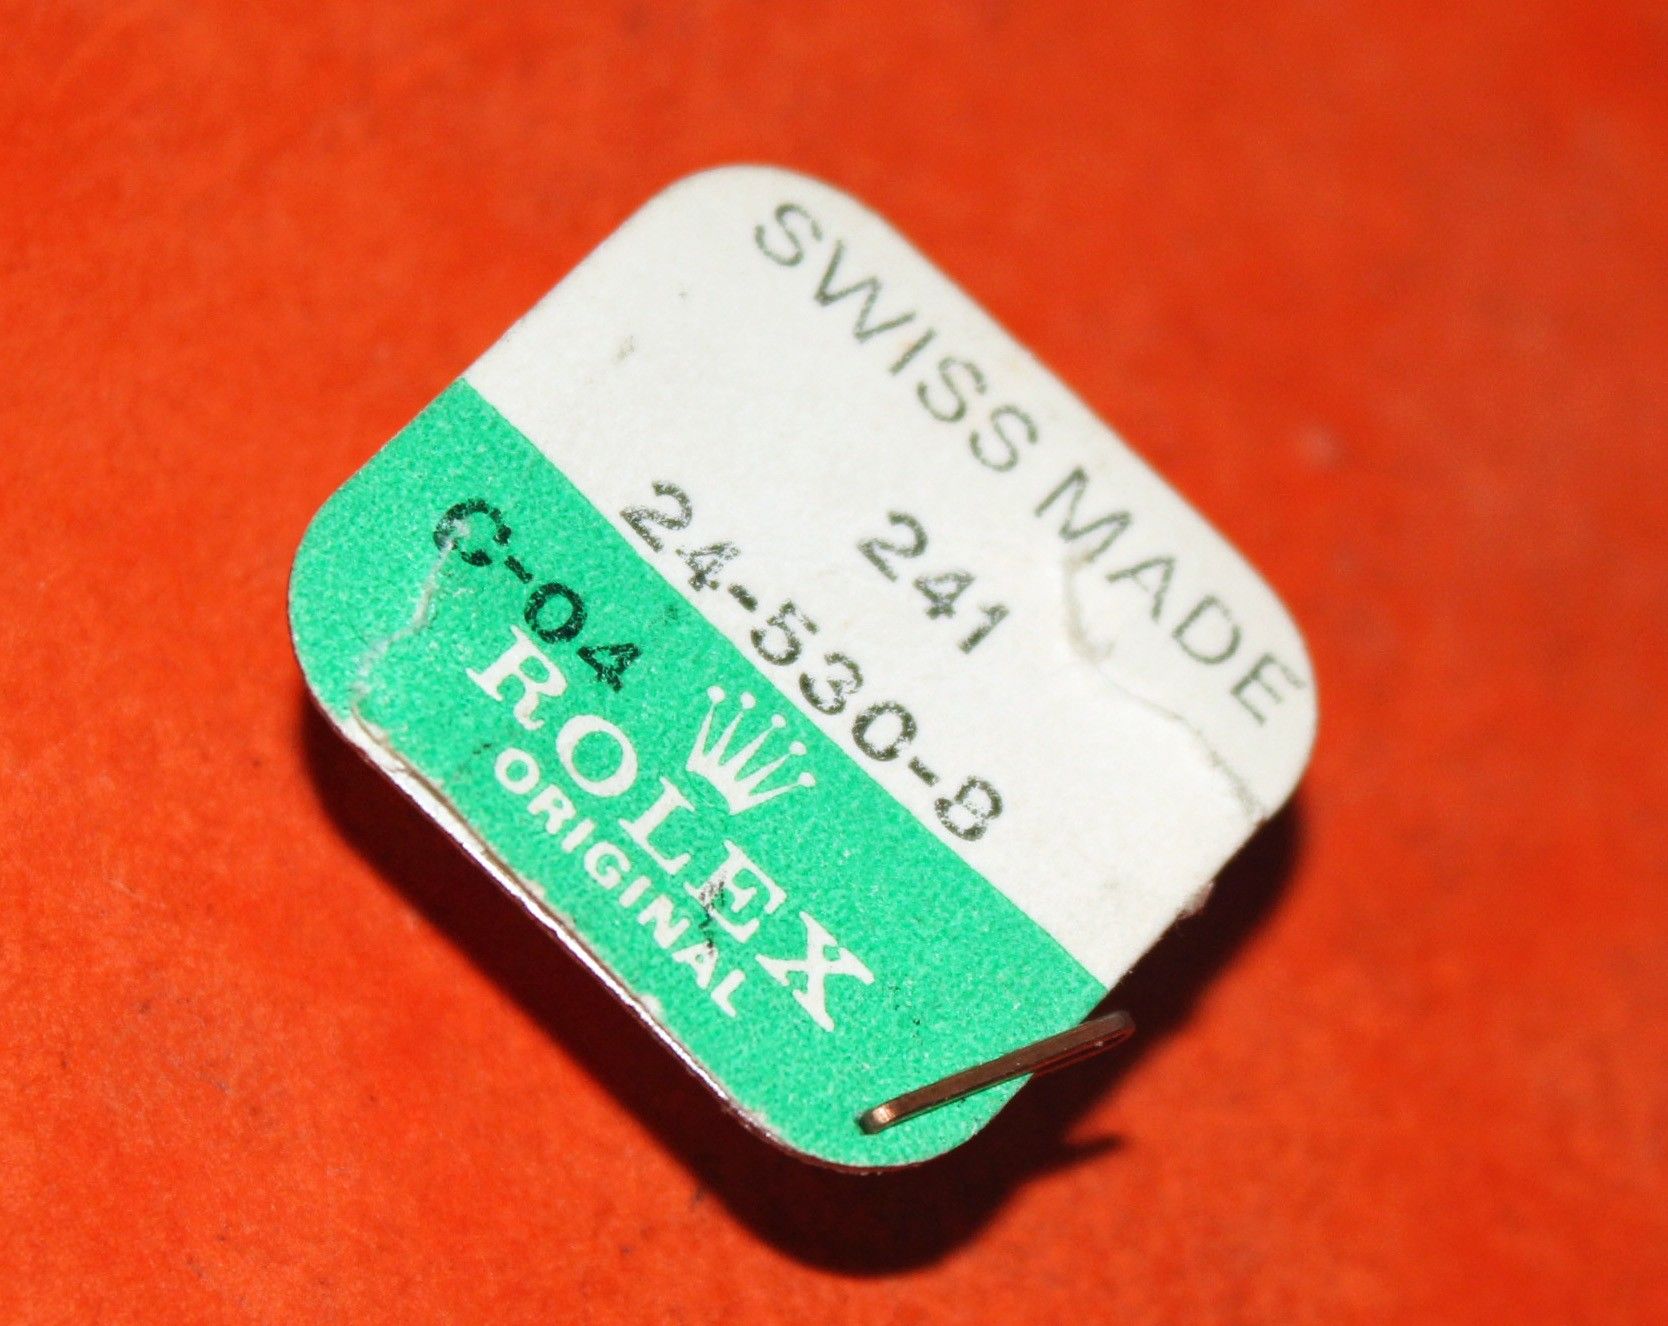 SWISS MADE
241
24-530-8
C-04
ROLEX
ORIGINAL